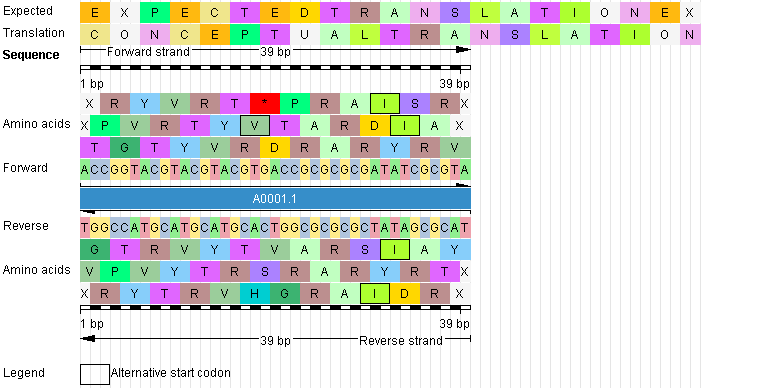 Expected E X P E C T E D T R A N S L A T I O N E X
Translation C O N C E P T U A L T R A N S L A T I O N
Sequence Forward strand 39 bp
1 bp 39 bp
X R Y V R T * P R A I S R X
Amino acids X P V R T Y V T A R D I A X
T G T Y V R D R A R Y R V
Forward ACCGGTACGTACGTACGTGACCGCGCGCGATATCGCGTA
A0001.1
Reverse TGGCCATGCATGCATGCACTGGCGCGCGCTATAGCGCAT
G T R V Y T V A R S I A Y
Amino acids V P V Y T R S R A R Y R T X
X R Y T R V H G R A I D R X
1 bp 39 bp
39 bp Reverse strand
Legend Alternative start codon